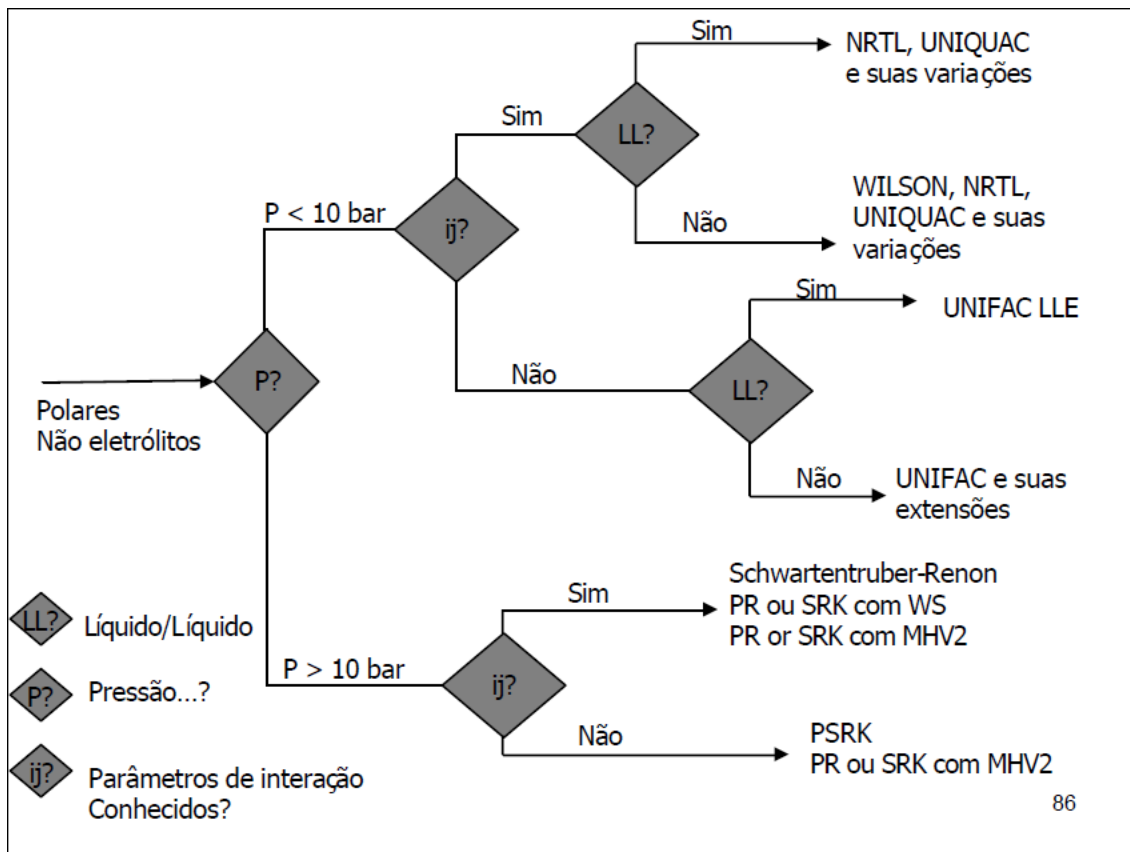 Sim
NRTL, UNIQUAC
e suas variações
LL?
Sim
Não
WILSON, NRTL,
UNIQUAC e suas
variações
P < 10 bar
ij?
Sim
UNIFAC LLE
P?
Não
LL?
Polares
Não eletrólitos
Não
UNIFAC e suas
extensões
Schwartentruber-Renon
PR ou SRK com WS
PR or SRK com MHV2
Sim
LL?
Líquido/Líquido
P > 10 bar
ij?
P?
Pressão...?
Não
PSRK
PR ou SRK com MHV2
ij?
Parâmetros de interação
Conhecidos?
86